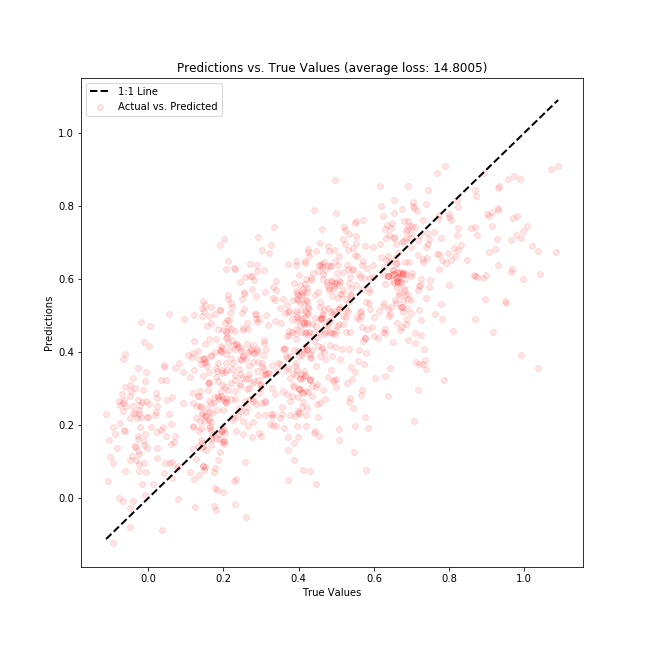 Predictions vs. True Values (average loss: 14.8005)
1:1 Line
Actual vs. Predicted
Predictions
1.0
0.8
0.6
0.4
0.2
0.0
0.0 0.2 0.4 0.6 0.8 1.0
True Values